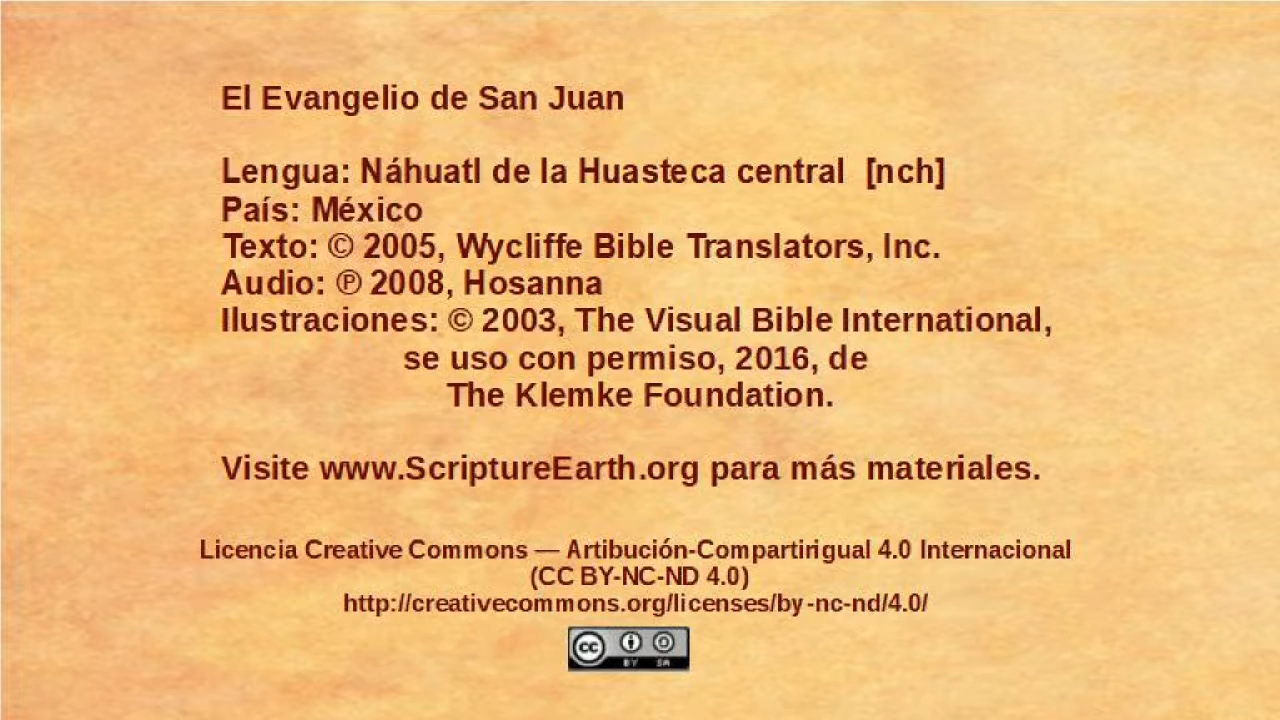 El Evangelio de San Juan
Lengua: Náhuatl de la Huasteca central [nch]
País: México
Texto: © 2005, Wycliffe Bible Translators, Inc.
Audio: ℗ 2008, Hosanna
Ilustraciones: © 2003, The Visual Bible International,
se uso con permiso, 2016, de
The Klemke Foundation.
Visite www.ScriptureEarth.org para más materiales.
Licencia Creative Commons — Artibución-Compartirigual 4.0 Internacional
(CC BY-NC-ND 4.0)
http://creativecommons.org/licenses/by-nc-nd/4.0/
cc
BY SA